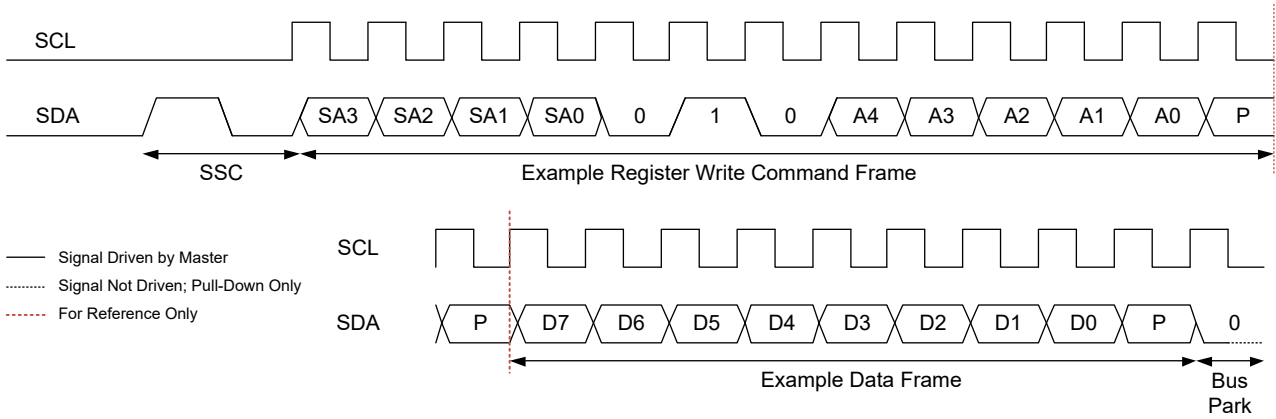 SCL
SDA SA3 SA2 SA1 SA0 0 1 0 A4 A3 A2 A1 A0 P
SSC Example Register Write Command Frame
SCL
Signal Driven by Master
Signal Not Driven; Pull-Down Only
For Reference Only
SDA P D7 D6 D5 D4 D3 D2 D1 D0 P 0
Example Data Frame Bus
Park